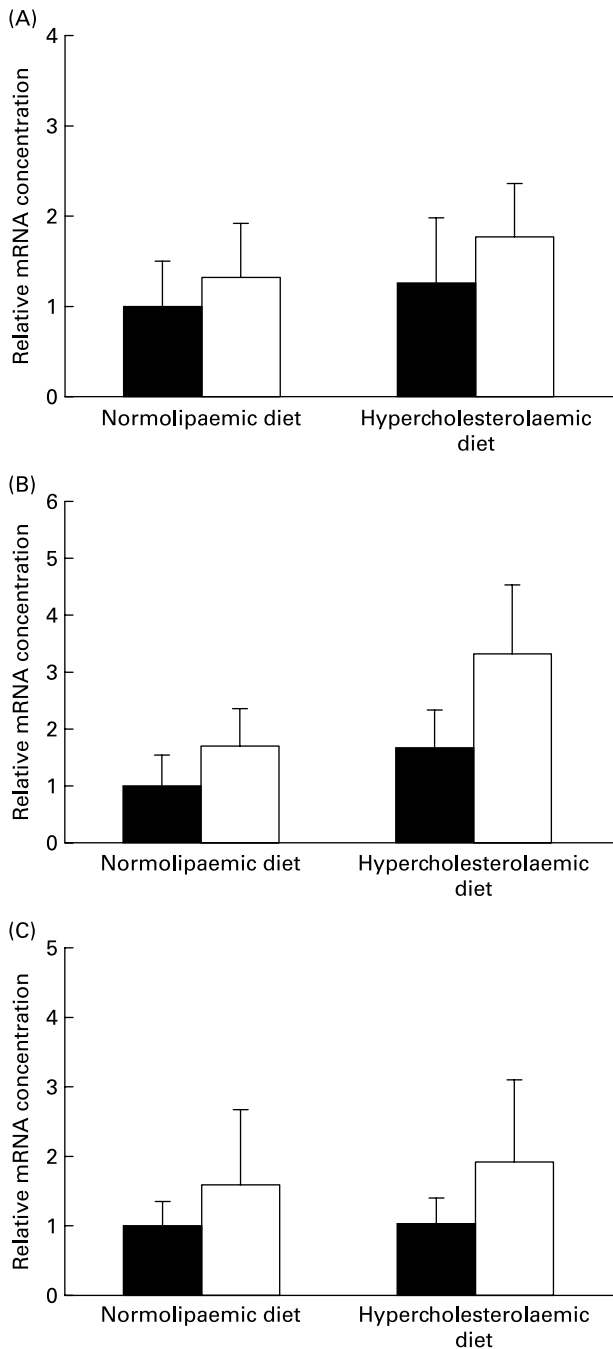 (A)
Relative mRNA concentration
4
3
2
1
0
Normolipaemic diet
Hypercholesterolaemic
diet
(B)
Relative mRNA concentration
6
5
4
3
2
1
0
Normolipaemic diet
Hypercholesterolaemic
diet
(C)
Relative mRNA concentration
5
4
3
2
1
0
Normolipaemic diet
Hypercholesterolaemic
diet